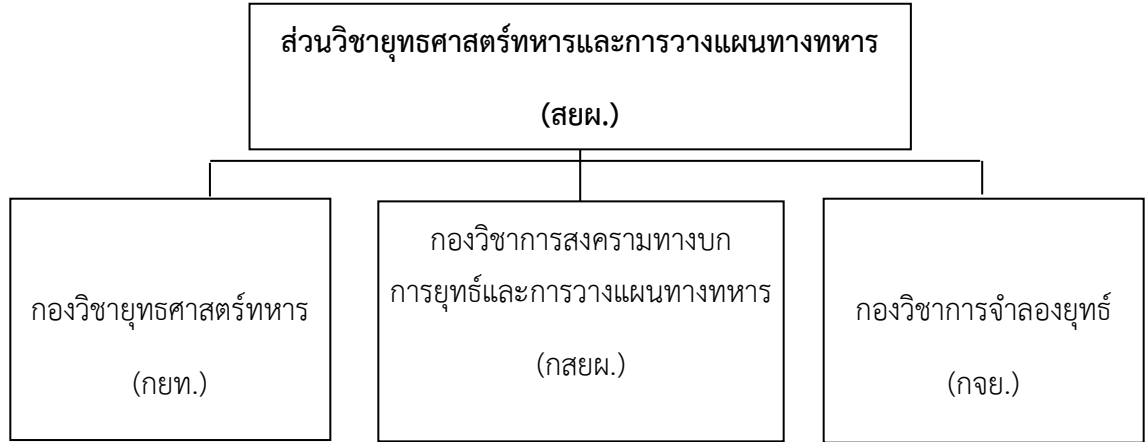 ส่วนวิชายุทธศาสตร์ทหารและการวางแผนทางทหาร
(สยผ.)
กองวิชายุทธศาสตร์ทหาร
(กยท.)
กองวิชาการสงครามทางบก
การยุทธ์และการวางแผนทางทหาร
(กสยผ.)
กองวิชาการจำลองยุทธ์
(กจย.)